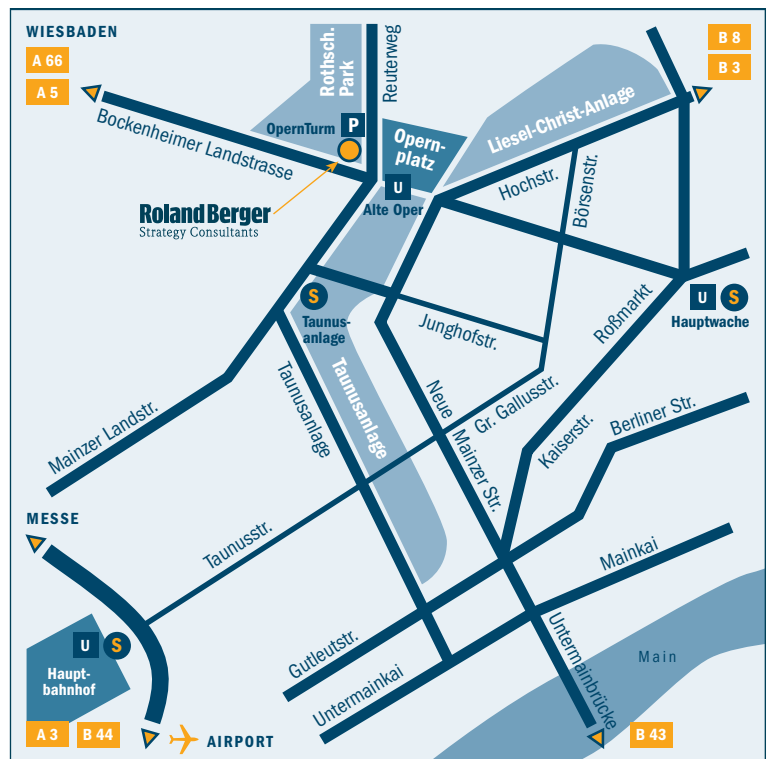 WIESBADEN
A 66
A 5
B 8
B 3
Rothsch.
Park
Reuterweg
Liesel-Christ-Anlage
Bockenheimer Landstrasse
OpernTurm
P
Opern-
platz
U
Alte Oper
Hochstr.
Börsenstr.
Roland Berger
Strategy Consultants
S
Taunus-
anlage
U
S
Hauptwache
Junghofstr.
Roßmarkt
Taunusanlage
Taunusanlage
Neue
Mainzer Str.
Gr. Gallusstr.
Kaiserstr.
Berliner Str.
Mainzer Landstr.
MESSE
Taunusstr.
Mainkai
Gutleutstr.
Untermainkai
Untermainbrücke
Main
U
S
Haupt-
bahnhof
A 3
B 44
AIRPORT
B 43